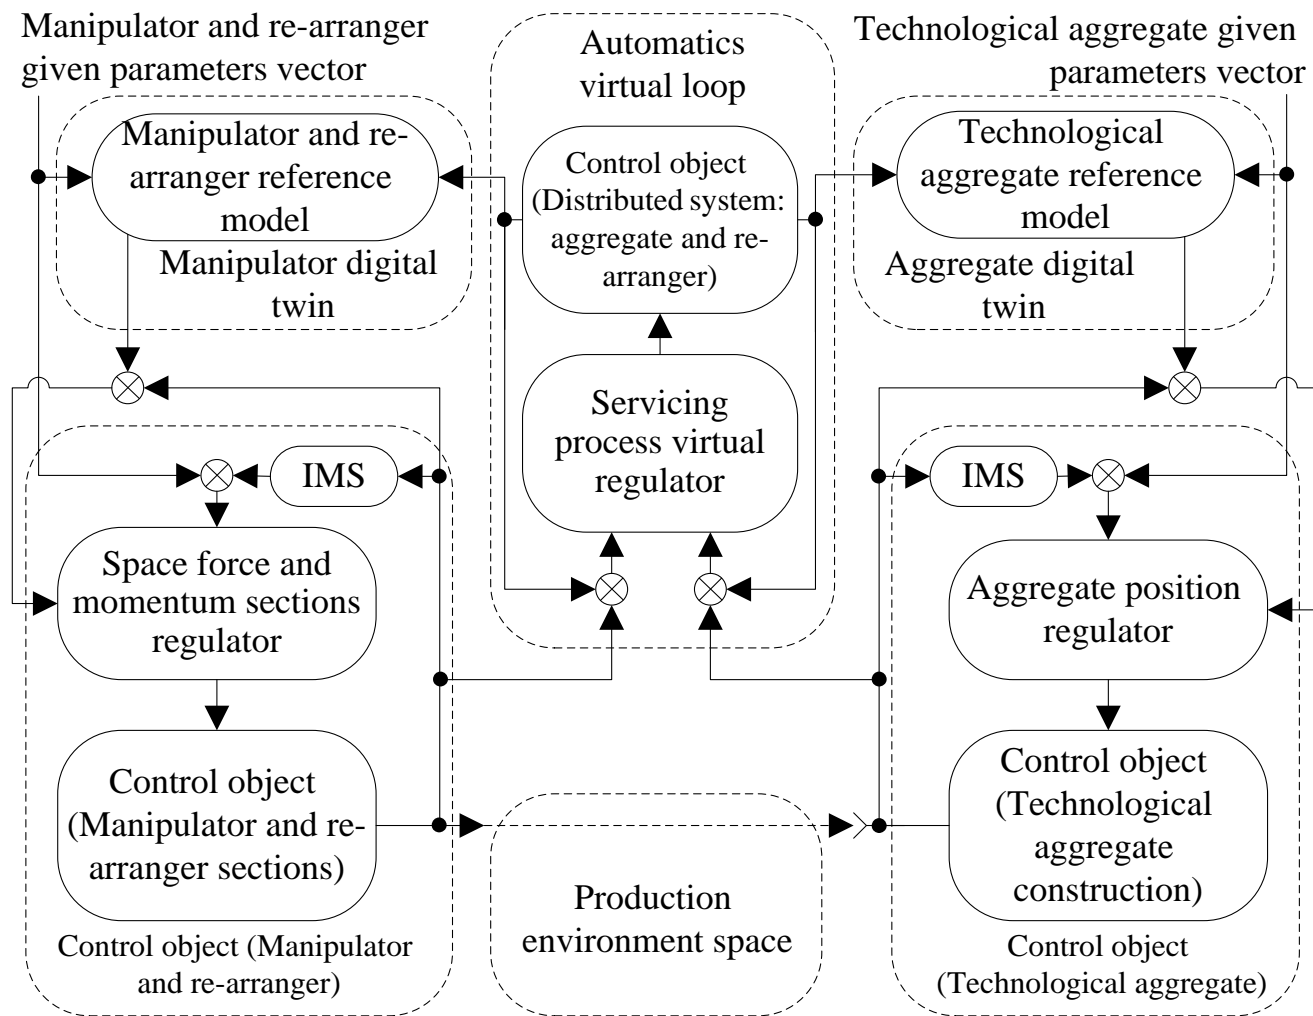 Manipulator and re-arranger
given parameters vector
Automatics
virtual loop
Technological aggregate given
parameters vector
Manipulator and re-
arranger reference
model
Manipulator digital
twin
Control object
(Distributed system:
aggregate and re-
arranger)
Technological
aggregate reference
model
Aggregate digital
twin
Servicing
process virtual
regulator
IMS
IMS
Space force and
momentum sections
regulator
Aggregate position
regulator
Control object
(Manipulator and re-
arranger sections)
Control object (Manipulator
and re-arranger)
Production
environment space
Control object
(Technological
aggregate
construction)
Control object
(Technological aggregate)